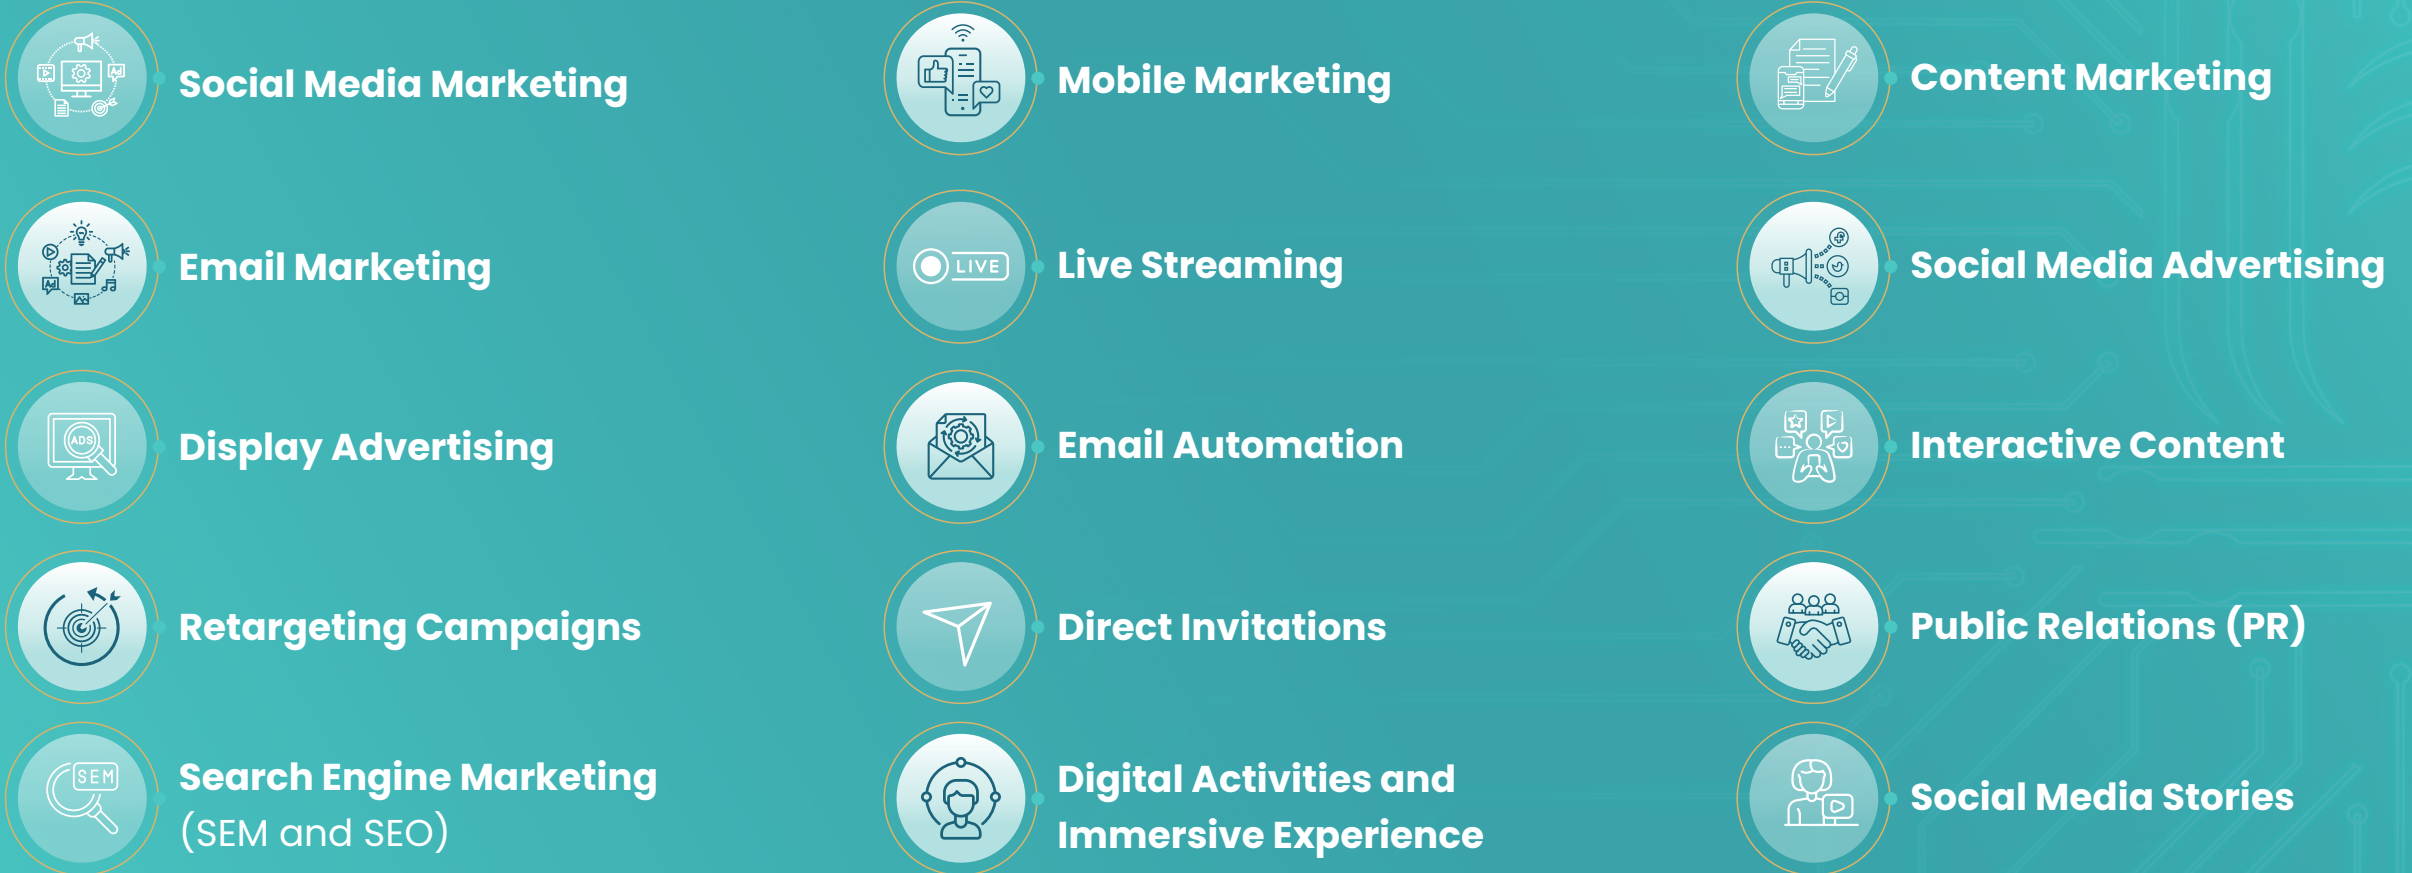 Social Media Marketing
Mobile Marketing
Content Marketing
Ad
Email Marketing
Ad
LIVE
Live Streaming
Social Media Advertising
ADS
Display Advertising
Email Automation
Interactive Content
Retargeting Campaigns
Direct Invitations
Public Relations (PR)
SEM
Search Engine Marketing
(SEM and SEO)
Digital Activities and
Immersive Experience
Social Media Stories